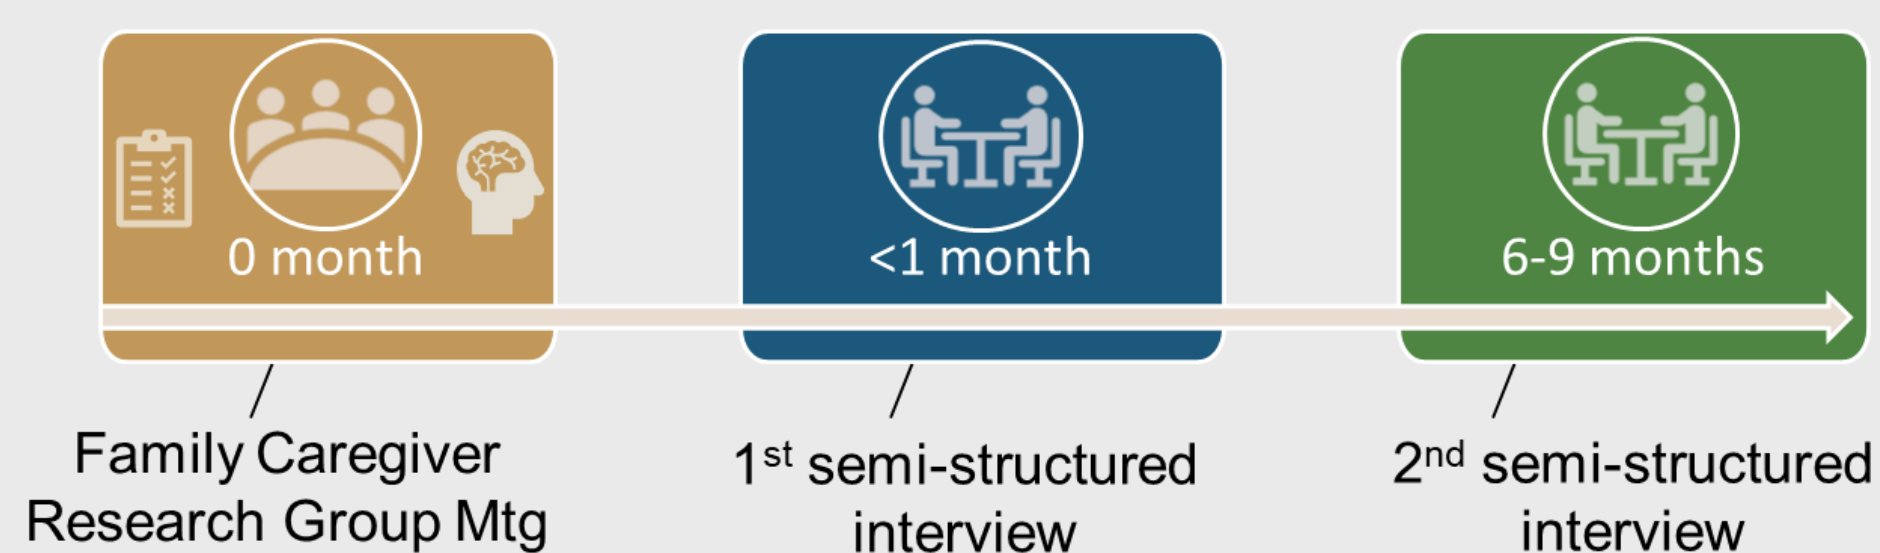 0 month
<1 month
6-9 months
Family Caregiver
Research Group Mtg
1st semi-structured
interview
2nd semi-structured
interview